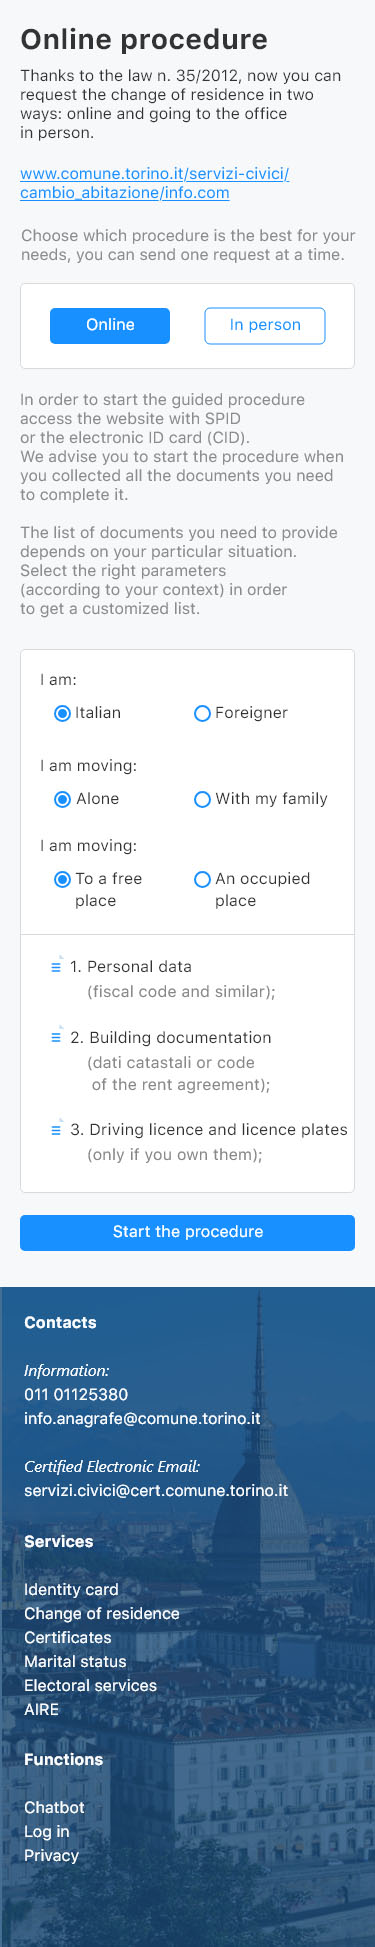 Online procedure
Thanks to the law n. 35/2012, now you can
request the change of residence in two
ways: online and going to the office
in person.
www.comune.torino.it/servizi-civici/
cambio_abitazione/info.com
Choose which procedure is the best for your
needs, you can send one request at a time.
Online In person
In order to start the guided procedure
access the website with SPID
or the electronic ID card (CID).
We advise you to start the procedure when
you collected all the documents you need
to complete it.
The list of documents you need to provide
depends on your particular situation.
Select the right parameters
(according to your context) in order
to get a customized list.
I am:
Italian Foreigner
I am moving:
Alone With my family
I am moving:
To a free An occupied
place place
1. Personal data
(fiscal code and similar);
2. Building documentation
(dati catastali or code
of the rent agreement);
3. Driving licence and licence plates
(only if you own them);
Start the procedure
Contacts
Information:
011 01125380
info.anagrafe@comune.torino.it
Certified Electronic Email:
servizi.civici@cert.comune.torino.it
Services
Identity card
Change of residence
Certificates
Marital status
Electoral services
AIRE
Functions
Chatbot
Log in
Privacy